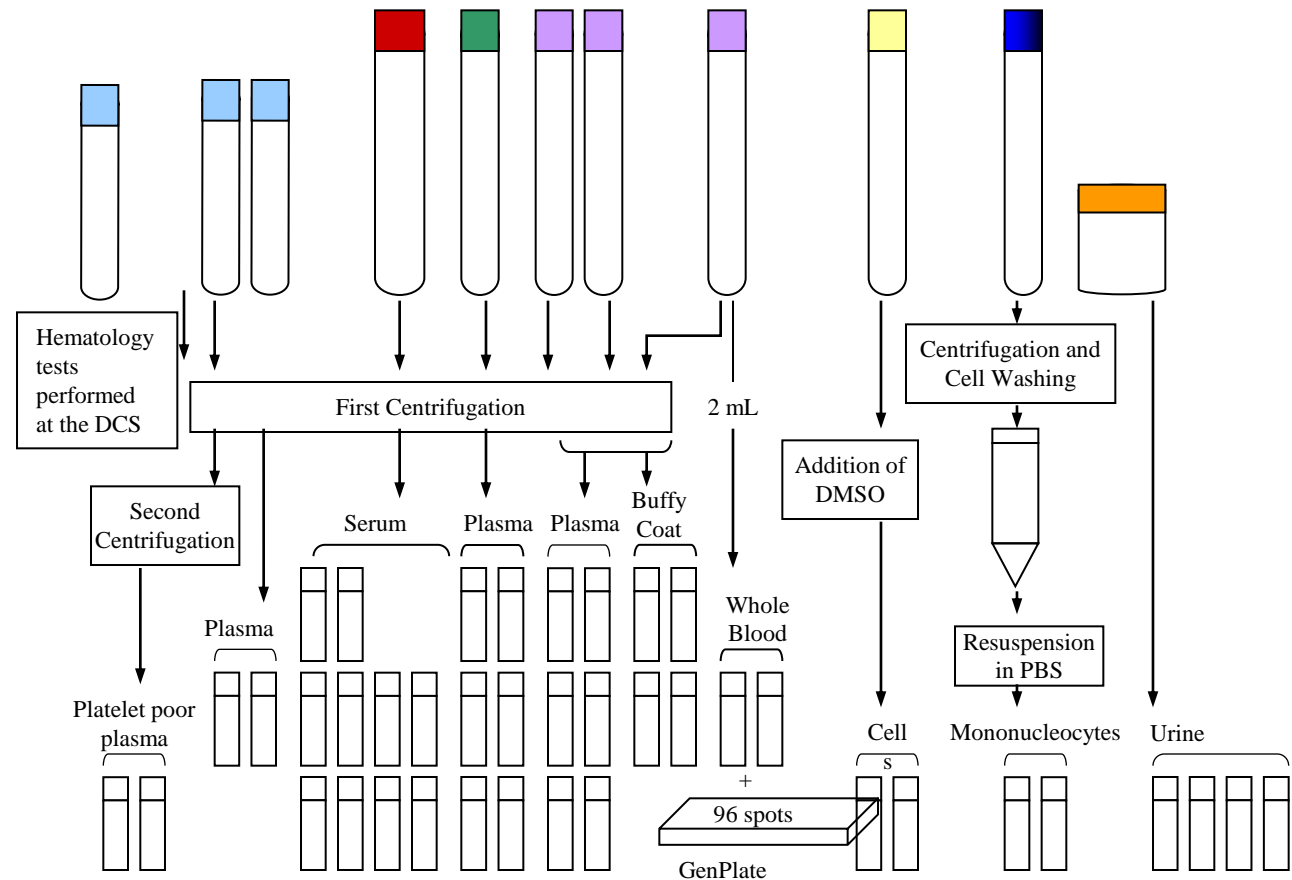 Hematology
tests
performed
at the DCS
First Centrifugation
2 mL
Centrifugation and
Cell Washing
Addition of
DMSO
Second
Centrifugation
Serum
Plasma
Plasma
Buffy
Coat
Plasma
Whole
Blood
Resuspension
in PBS
Platelet poor
plasma
Cell
s
Mononucleocytes
Urine
+
96 spots
GenPlate